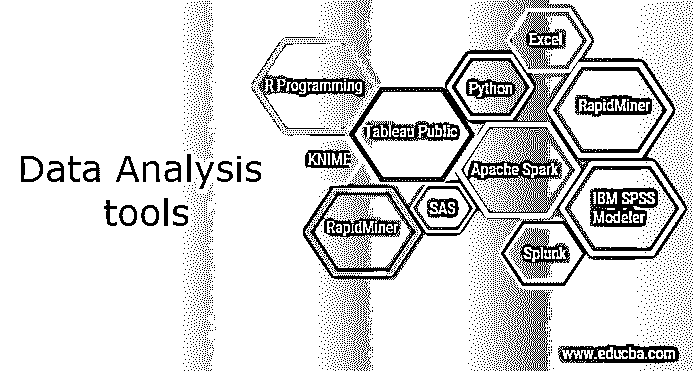 Data Analysis
tools
Excel
R Programming
Python
RapidMiner
Tableau Public
KNIME
Apache Spark
SAS
IBM SPSS
Modeler
RapidMiner
Splunk
www.educba.com